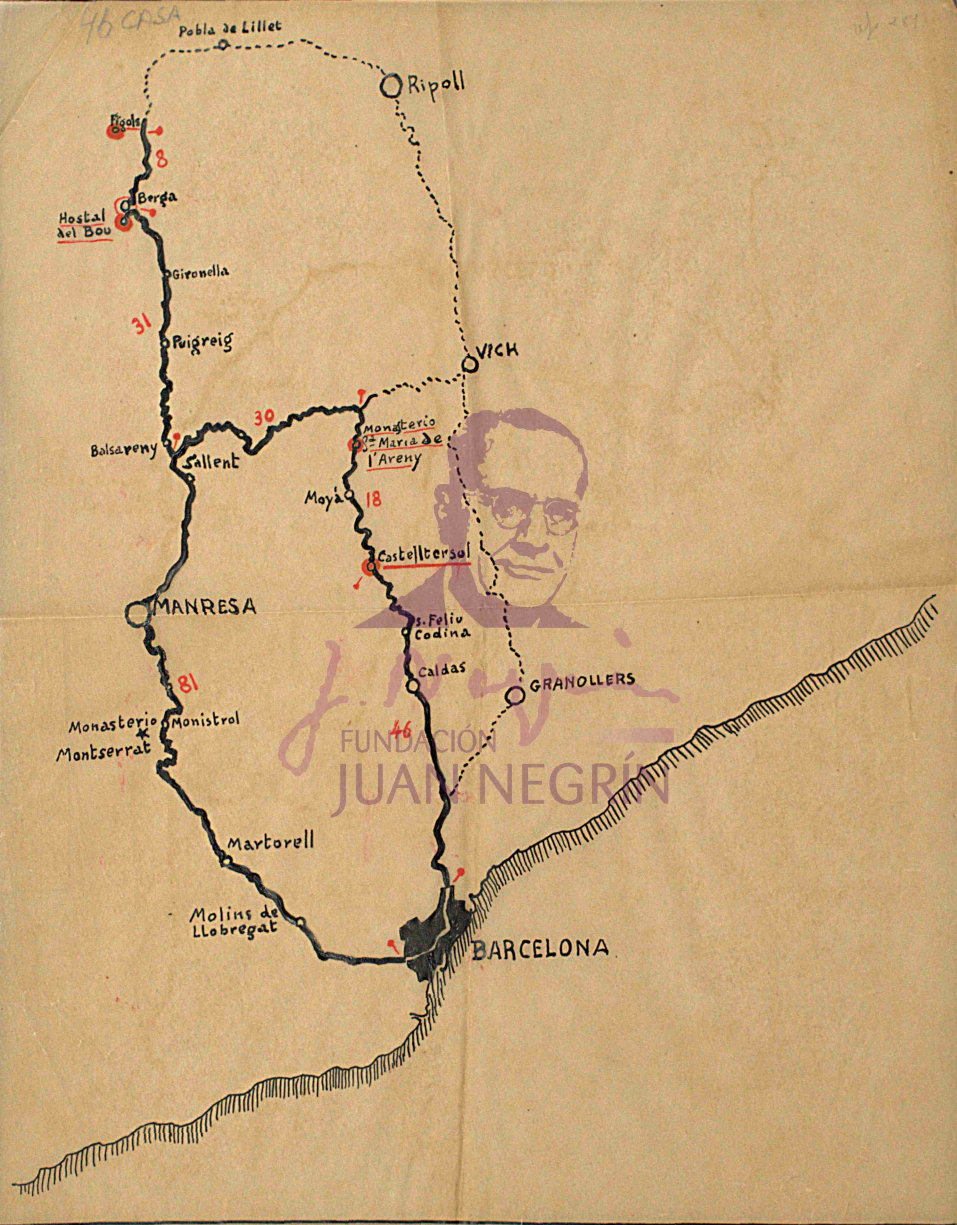 46 CASA
Pobla de Lillet
Ripoll
Figols
8
Berga
Hostal
del Bou
Gironella
31
Puigreig
VICH
30
Monasterio
Sta Maria de
l'Areny
Balsareny
Sallent
Moyá
18
Castelltersol
MANRESA
S. Feliu
Codina
Caldas
81
GRANOLLERS
Monasterio
Montserrat
Monistrol
46
J. Negrín
FUNDACIÓN
JUAN NEGRÍN
Martorell
Molins de
Llobregat
BARCELONA